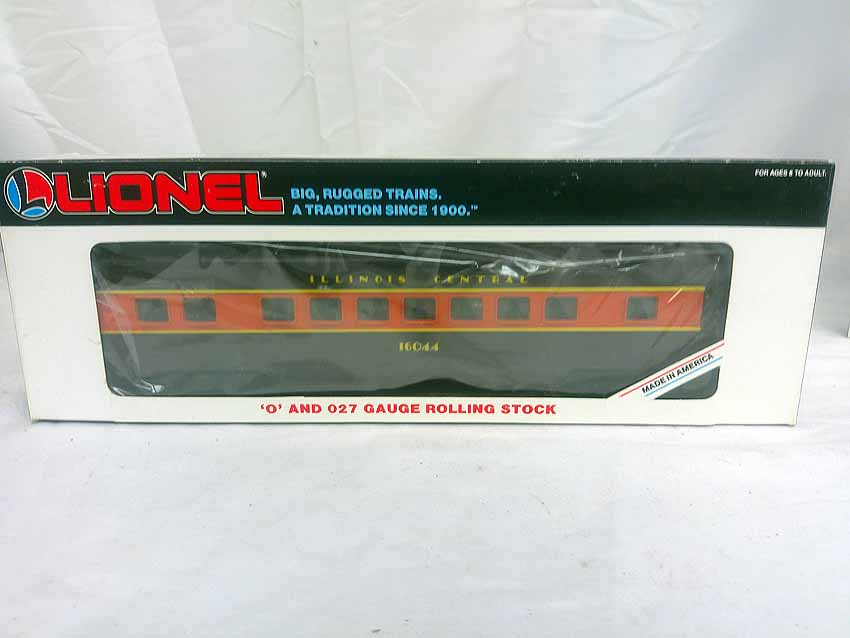 LIONEL®
BIG, RUGGED TRAINS.
A TRADITION SINCE 1900.™
FOR AGES 8 TO ADULT.
ILLINOIS CENTRAL
16044
MADE IN AMERICA
'O' AND 027 GAUGE ROLLING STOCK